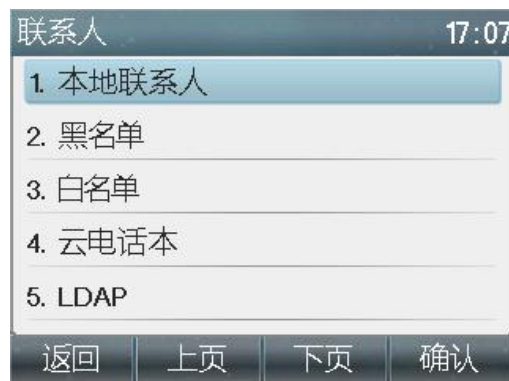 联系人 17:07
1. 本地联系人
2. 黑名单
3. 白名单
4. 云电话本
5. LDAP
返回 上页 下页 确认